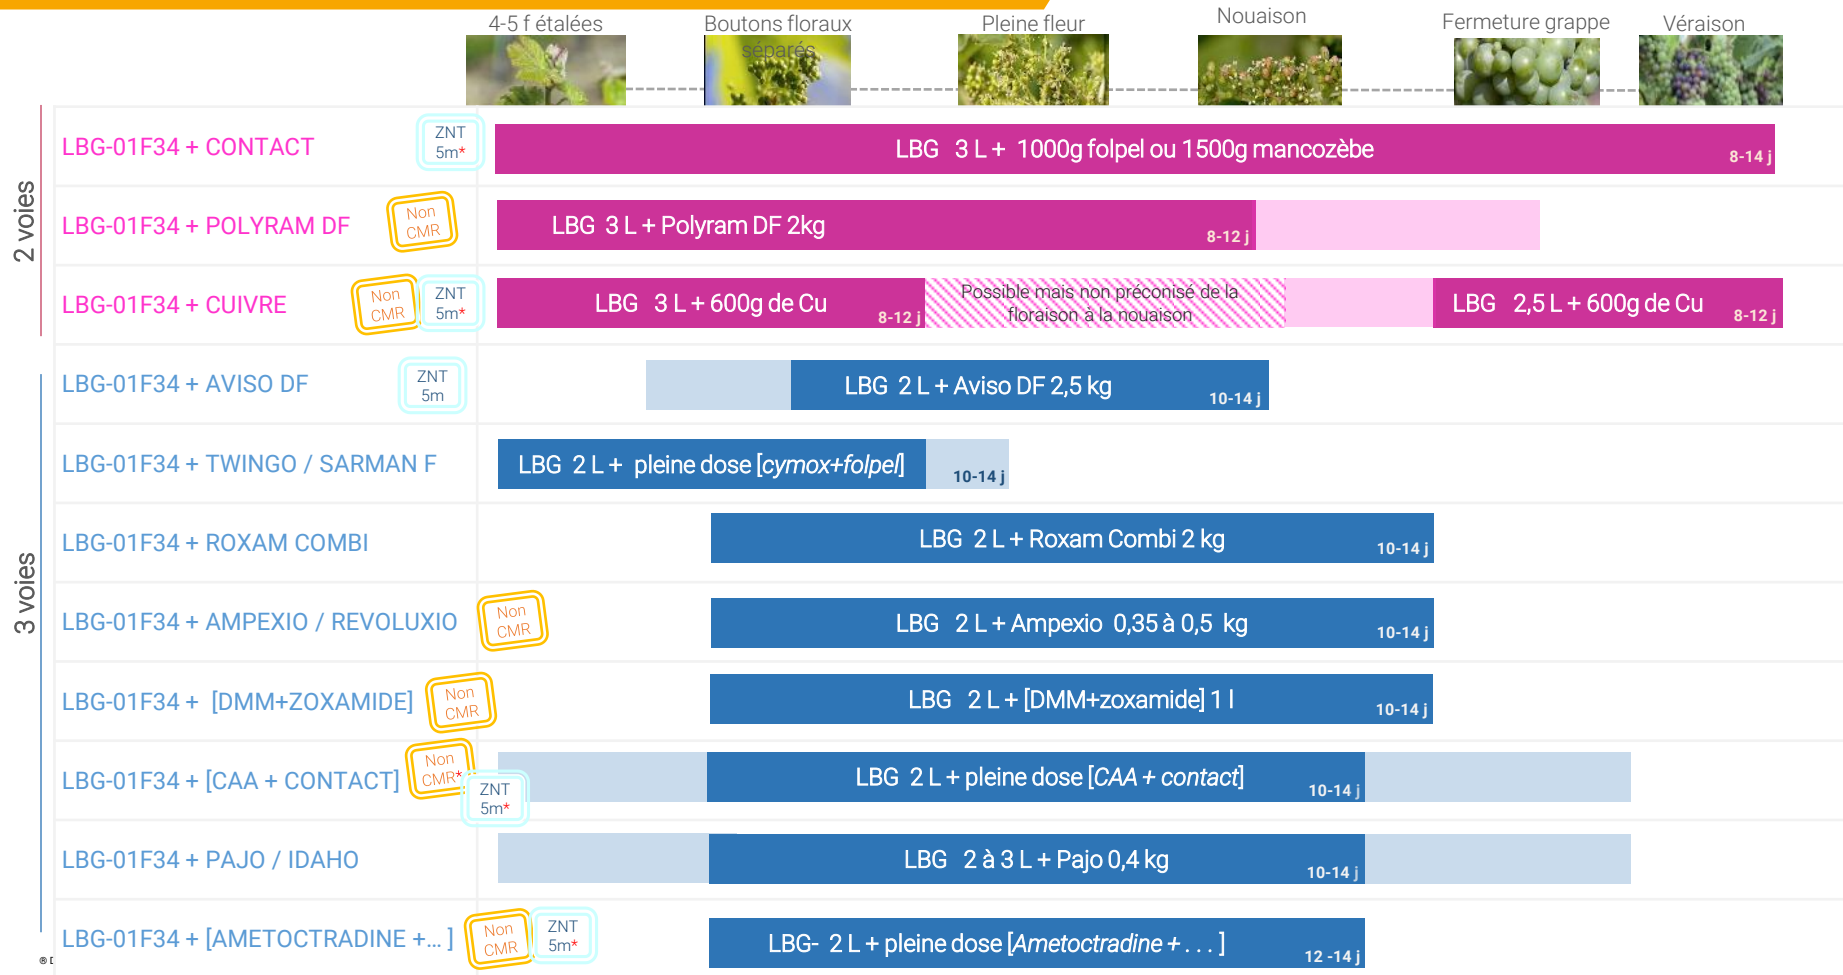 4-5 f étalées
Boutons floraux
séparés
Pleine fleur
Nouaison
Fermeture grappe
Véraison
2 voies
LBG-01F34 + CONTACT
ZNT
5m*
LBG 3 L + 1000g folpel ou 1500g mancozèbe
8-14 j
LBG-01F34 + POLYRAM DF
Non
CMR
LBG 3 L + Polyram DF 2kg
8-12 j
LBG-01F34 + CUIVRE
Non
CMR
ZNT
5m*
LBG 3 L + 600g de Cu
8-12 j
Possible mais non préconisé de la
floraison à la nouaison
LBG 2,5 L + 600g de Cu
8-12 j
3 voies
LBG-01F34 + AVISO DF
ZNT
5m
LBG 2 L + Aviso DF 2,5 kg
10-14 j
LBG-01F34 + TWINGO / SARMAN F
LBG 2 L + pleine dose [cymox+folpel]
10-14 j
LBG-01F34 + ROXAM COMBI
LBG 2 L + Roxam Combi 2 kg
10-14 j
LBG-01F34 + AMPEXIO / REVOLUXIO
Non
CMR
LBG 2 L + Ampexio 0,35 à 0,5 kg
10-14 j
LBG-01F34 + [DMM+ZOXAMIDE]
Non
CMR
LBG 2 L + [DMM+zoxamide] 1 l
10-14 j
LBG-01F34 + [CAA + CONTACT]
Non
CMR*
ZNT
5m*
LBG 2 L + pleine dose [CAA + contact]
10-14 j
LBG-01F34 + PAJO / IDAHO
LBG 2 à 3 L + Pajo 0,4 kg
10-14 j
LBG-01F34 + [AMETOCTRADINE +... ]
Non
CMR
ZNT
5m*
LBG- 2 L + pleine dose [Ametoctradine + . . . ]
12 -14 j
®